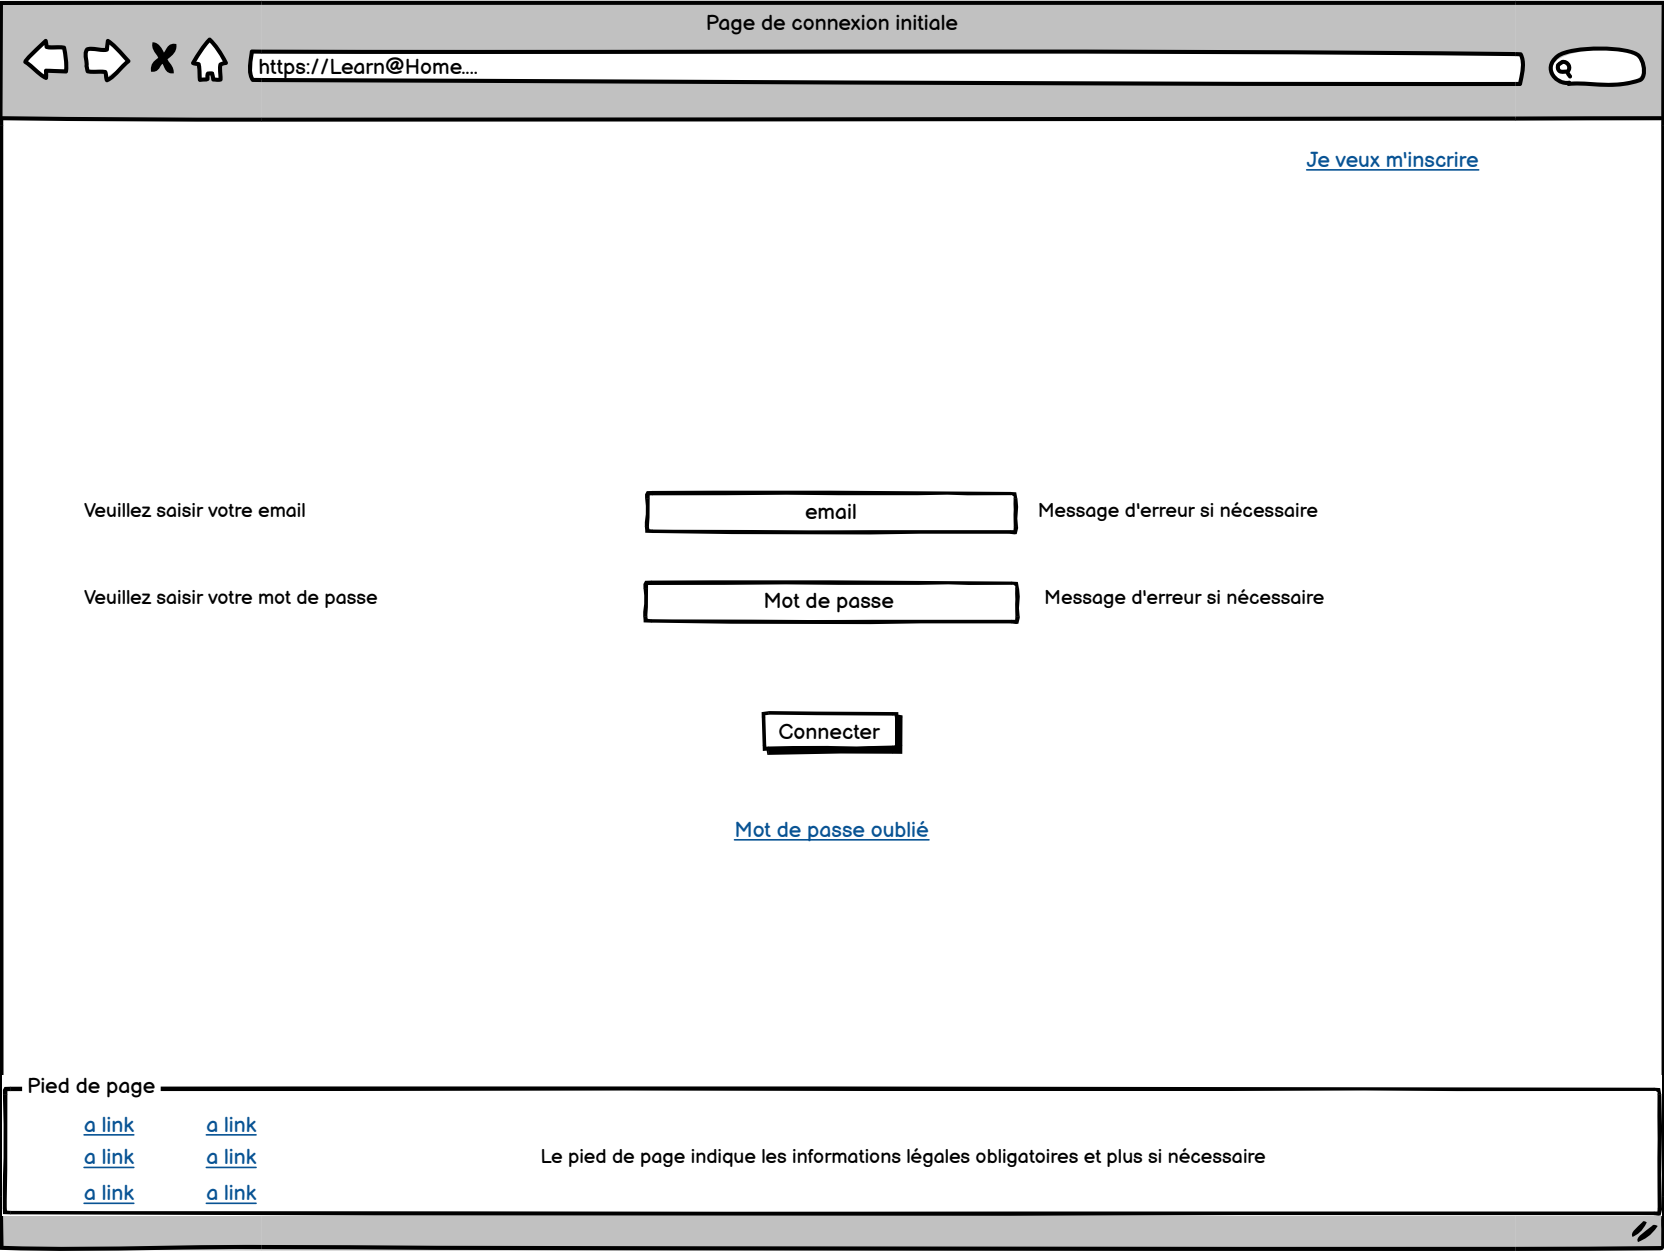 Page de connexion initiale
https://Learn@Home....
Je veux m'inscrire
Veuillez saisir votre email
email
Message d'erreur si nécessaire
Veuillez saisir votre mot de passe
Mot de passe
Message d'erreur si nécessaire
Connecter
Mot de passe oublié
Pied de page
a link a link
a link a link
a link a link
Le pied de page indique les informations légales obligatoires et plus si nécessaire